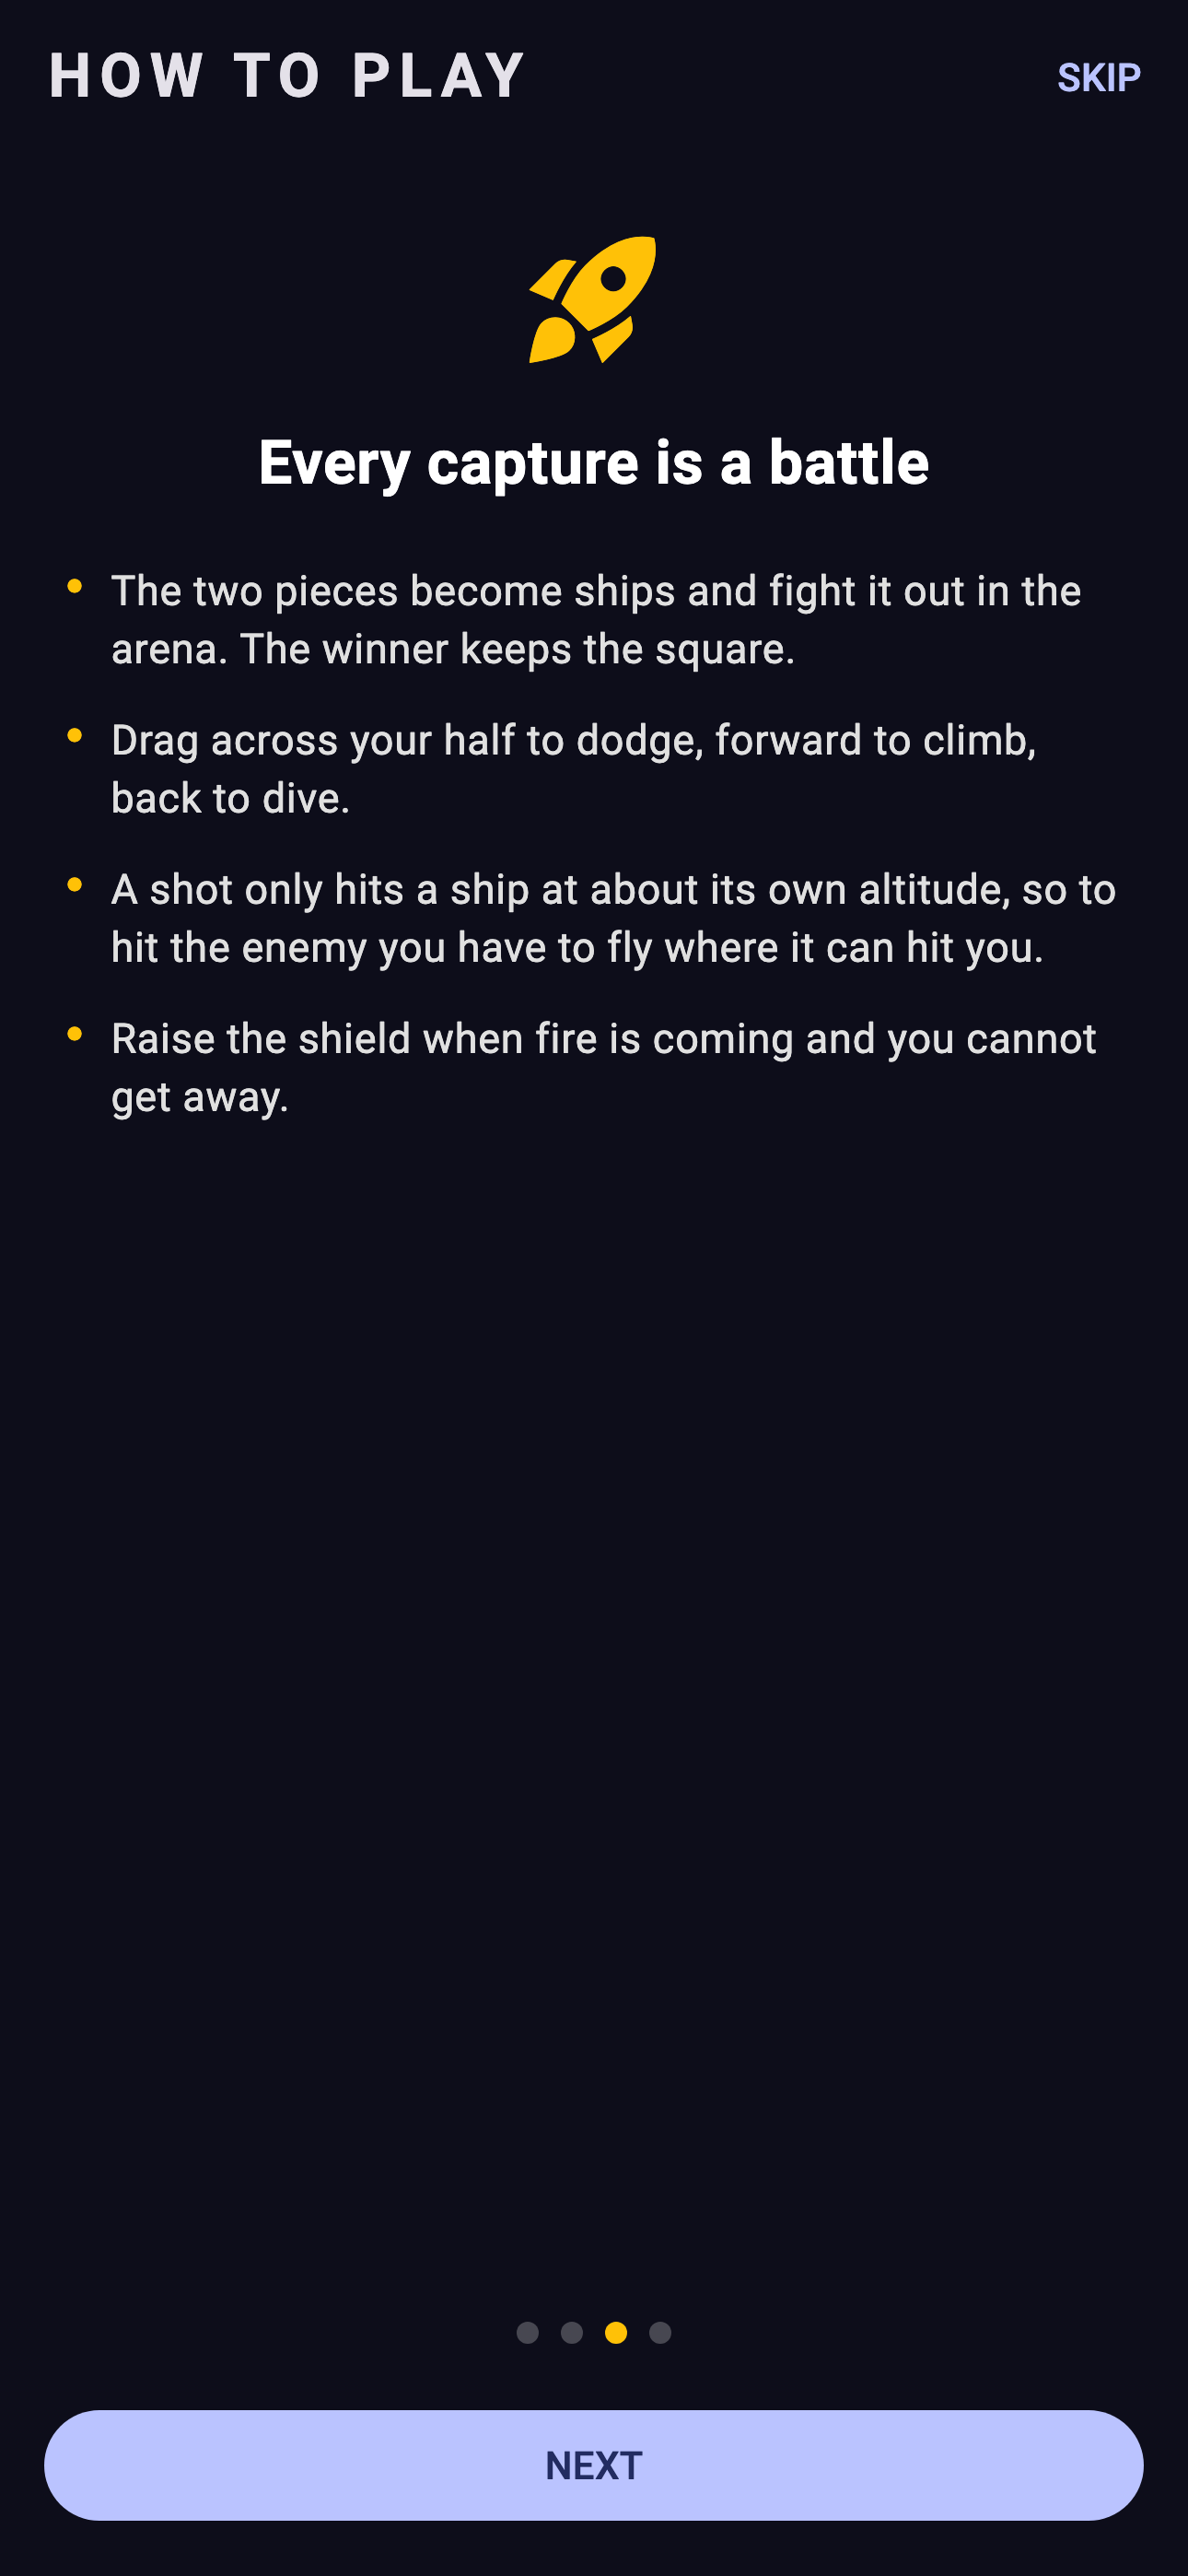 HOW TO PLAY
SKIP
Every capture is a battle
The two pieces become ships and fight it out in the
arena. The winner keeps the square.
Drag across your half to dodge, forward to climb,
back to dive.
A shot only hits a ship at about its own altitude, so to
hit the enemy you have to fly where it can hit you.
Raise the shield when fire is coming and you cannot
get away.
NEXT